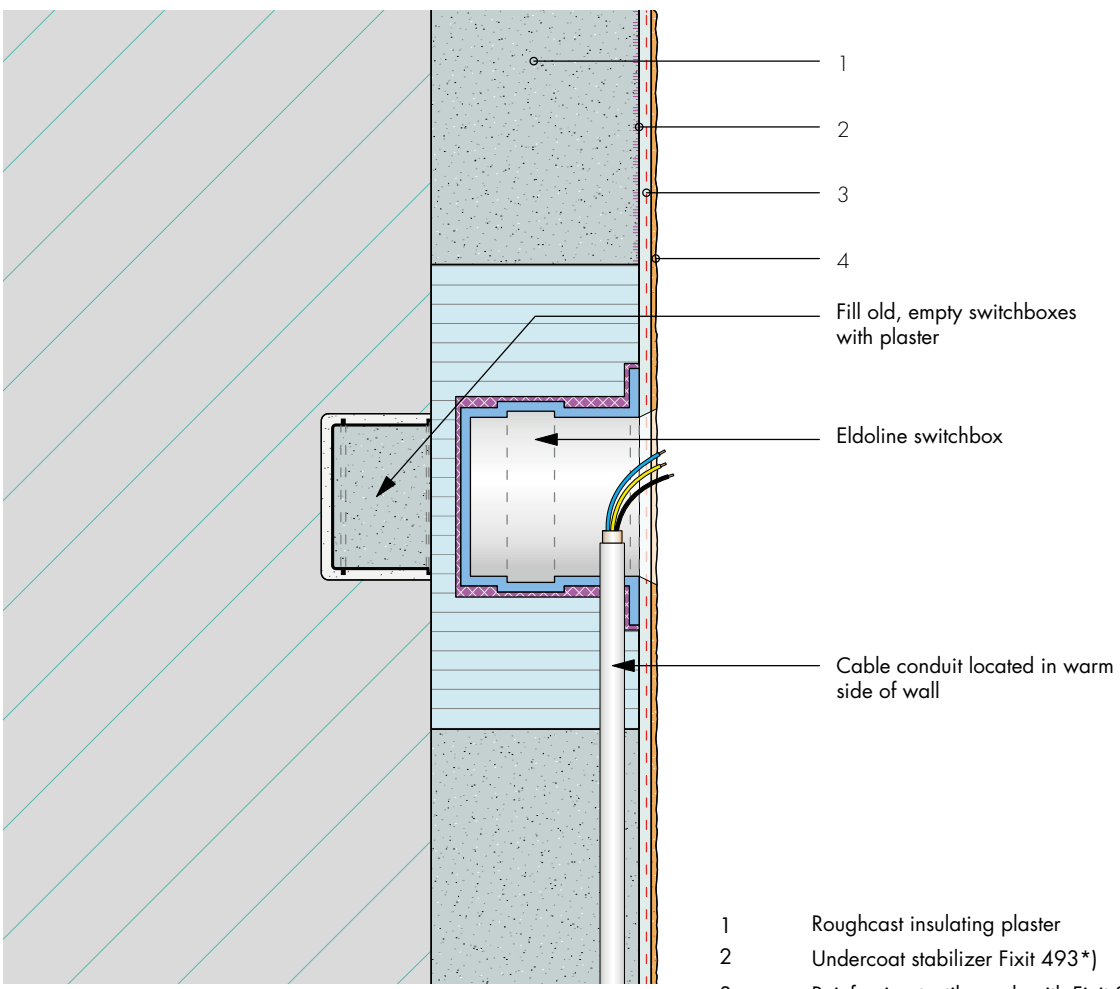 1
2
3
4
Fill old, empty switchboxes
with plaster
Eldoline switchbox
Cable conduit located in warm
side of wall
1 Roughcast insulating plaster
2 Undercoat stabilizer Fixit 493*)